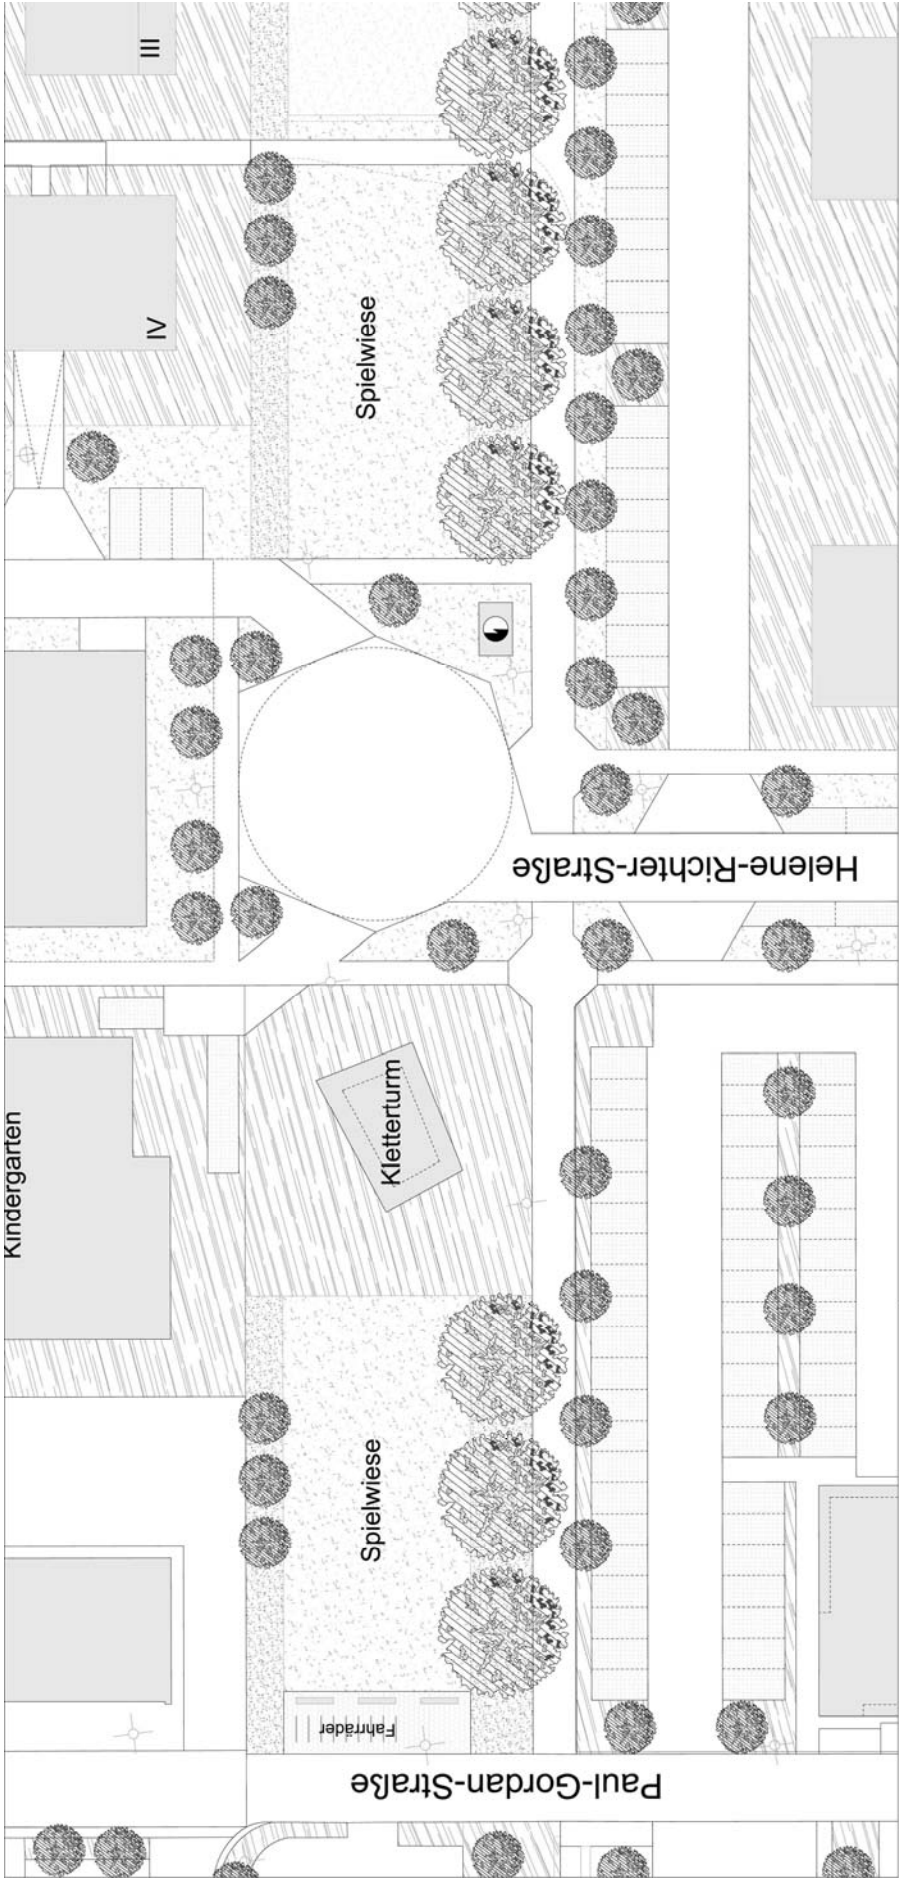 III
IV
Spielwiese
Helene-Richter-Straße
Kletterturm
Kindergarten
Spielwiese
Fahrräder
Paul-Gordan-Straße